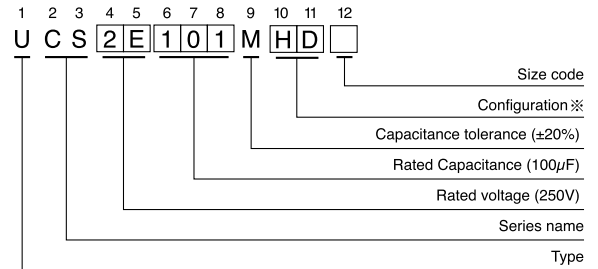 1 2 3 4 5 6 7 8 9 10 11 12
U C S 2 E 1 0 1 M H D
Size code
Configuration※
Capacitance tolerance (±20%)
Rated Capacitance (100µF)
Rated voltage (250V)
Series name
Type